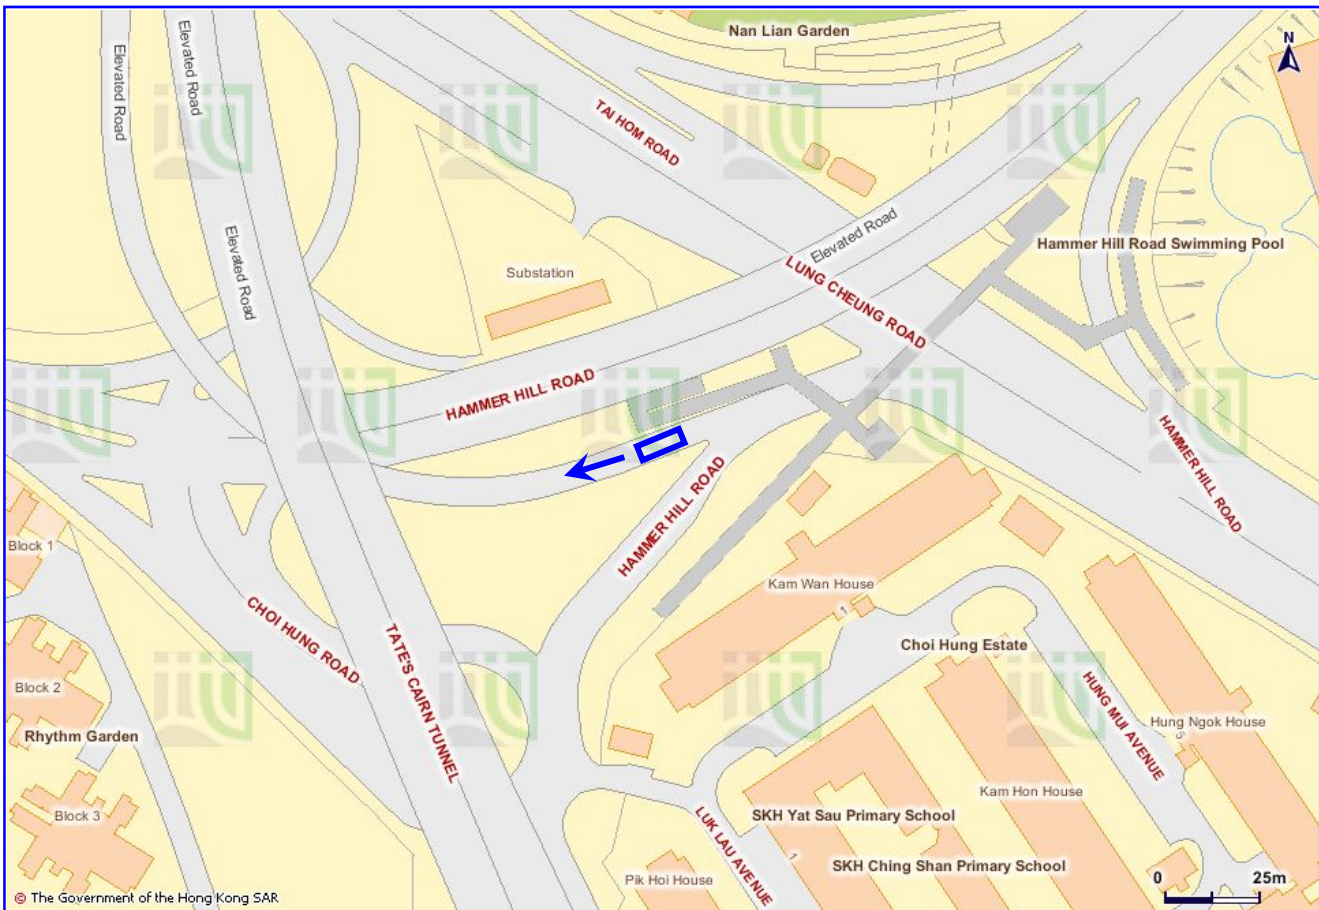 Nan Lian Garden
N
Elevated Road
Elevated Road
TAI HOM ROAD
Elevated Road
Elevated Road
Hammer Hill Road Swimming Pool
Substation
LUNG CHEUNG ROAD
HAMMER HILL ROAD
HAMMER HILL ROAD
HAMMER HILL ROAD
Block 1
Kam Wan House
1
CHOI HUNG ROAD
TATE'S CAIRN TUNNEL
Choi Hung Estate
Block 2
HUNG MUI AVENUE
Hung Ngok House
5
Rhythm Garden
Kam Hon House
Block 3
SKH Yat Sau Primary School
LUK LAU AVENUE
1
SKH Ching Shan Primary School
Pik Hoi House
0 25m
© The Government of the Hong Kong SAR